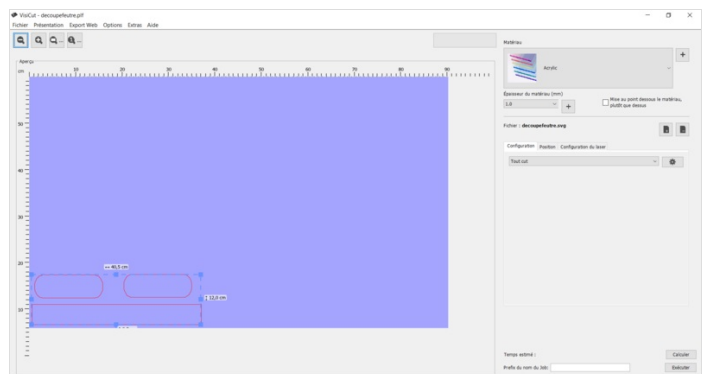 VisiCut - decoupefeutre.plf
Fichier Présentation Export Web Options Extras Aide
Aperçu
cm 10 20 30 40 50 60 70 80 90
50
40
30
20
10
↔ 40,5 cm
↕ 12,0 cm
Matériau
Acrylic
+
Épaisseur du matériau (mm)
1.0
+
Mise au point dessous le matériau,
plutôt que dessus
Fichier : decoupefeutre.svg
Configuration Position Configuration du laser
Tout cut
Temps estimé :
Calculer
Prefix du nom du Job:
Exécuter